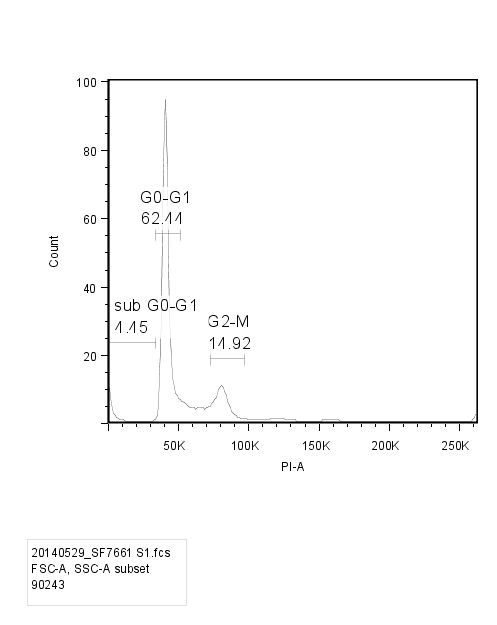 100
80
60
40
20
Count
G0-G1
62.44
sub G0-G1
4.45
G2-M
14.92
50K 100K 150K 200K 250K
PI-A
20140529_SF7661 S1.fcs
FSC-A, SSC-A subset
90243